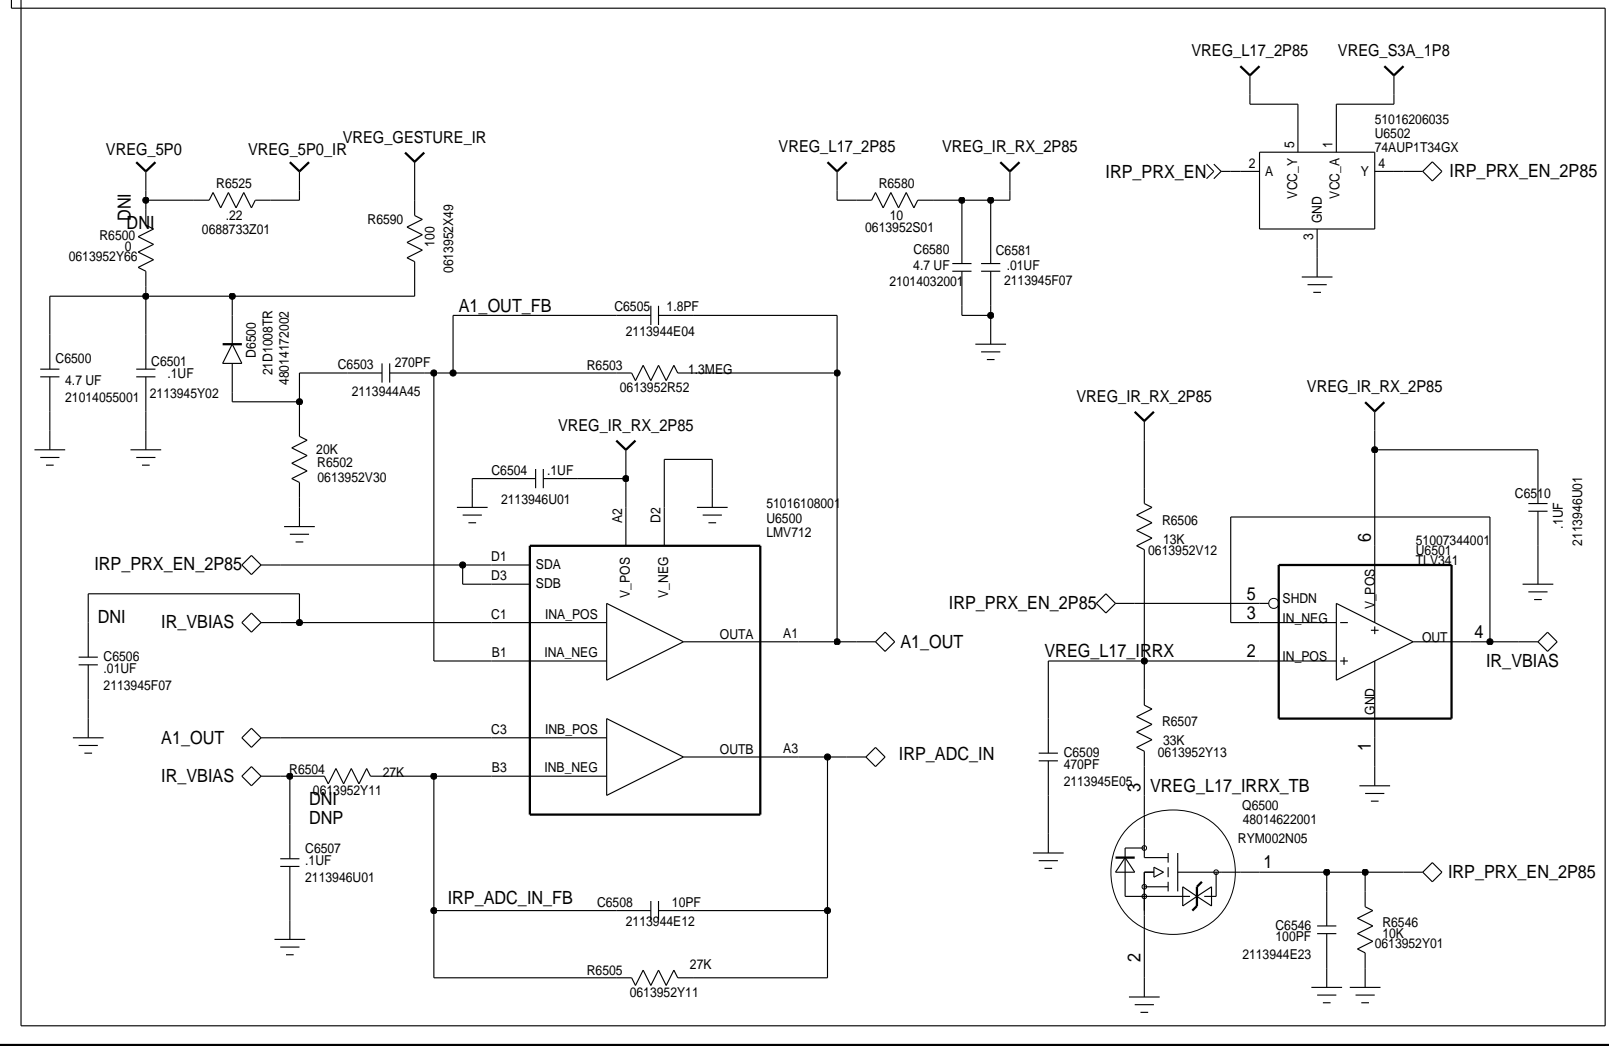 VREG_L17_2P85
VREG_S3A_1P8
51016206035
U6502
74AUP1T34GX
5
1
IRP_PRX_EN
2
A
VCC_Y
VCC_A
Y
4
IRP_PRX_EN_2P85
GND
3
VREG_5P0
VREG_5P0_IR
VREG_GESTURE_IR
R6525
.22
0688733Z01
DNI
DNI
R6500
0
0613952Y66
R6590
100
0613952X49
VREG_L17_2P85
VREG_IR_RX_2P85
R6580
10
0613952S01
C6580
4.7 UF
21014032001
C6581
.01UF
2113945F07
C6500
4.7 UF
21014055001
C6501
.1UF
2113945Y02
D6500
21D1008TR
48014172002
C6503
270PF
2113944A45
20K
R6502
0613952V30
A1_OUT_FB
C6505
1.8PF
2113944E04
R6503
1.3MEG
0613952R52
VREG_IR_RX_2P85
C6504
.1UF
2113946U01
A2
D2
51016108001
U6500
LMV712
IRP_PRX_EN_2P85
D1
SDA
D3
SDB
V_POS
V_NEG
DNI
IR_VBIAS
C1
INA_POS
B1
INA_NEG
OUTA
A1
A1_OUT
C6506
.01UF
2113945F07
A1_OUT
C3
INB_POS
IR_VBIAS
R6504
27K
0613952Y11
B3
INB_NEG
OUTB
A3
IRP_ADC_IN
DNI
DNP
C6507
.1UF
2113946U01
IRP_ADC_IN_FB
C6508
10PF
2113944E12
R6505
27K
0613952Y11
VREG_IR_RX_2P85
VREG_IR_RX_2P85
R6506
13K
0613952V12
C6510
.1UF
2113946U01
6
51007344001
U6501
TLV341
IRP_PRX_EN_2P85
5
SHDN
3
IN_NEG
V_POS
VREG_L17_IRRX
2
IN_POS
OUT
4
IR_VBIAS
GND
1
R6507
33K
0613952Y13
C6509
470PF
2113945E05
3
VREG_L17_IRRX_TB
Q6500
48014622001
RYM002N05
1
IRP_PRX_EN_2P85
2
C6546
100PF
2113944E23
R6546
10K
0613952Y01